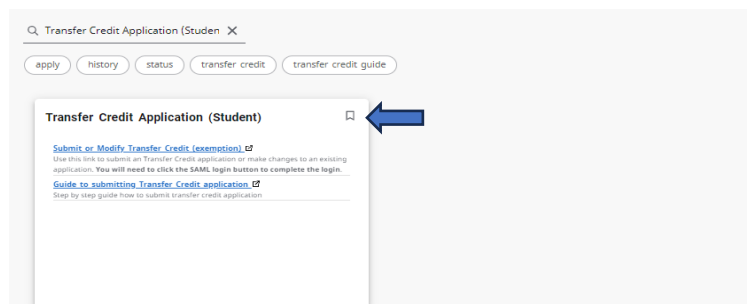 Transfer Credit Application (Studen
apply history status transfer credit transfer credit guide
Transfer Credit Application (Student)
Submit or Modify Transfer Credit (exemption)
Use this link to submit an Transfer Credit application or make changes to an existing
application. You will need to click the SAML login button to complete the login.
Guide to submitting Transfer Credit application
Step by step guide how to submit transfer credit application